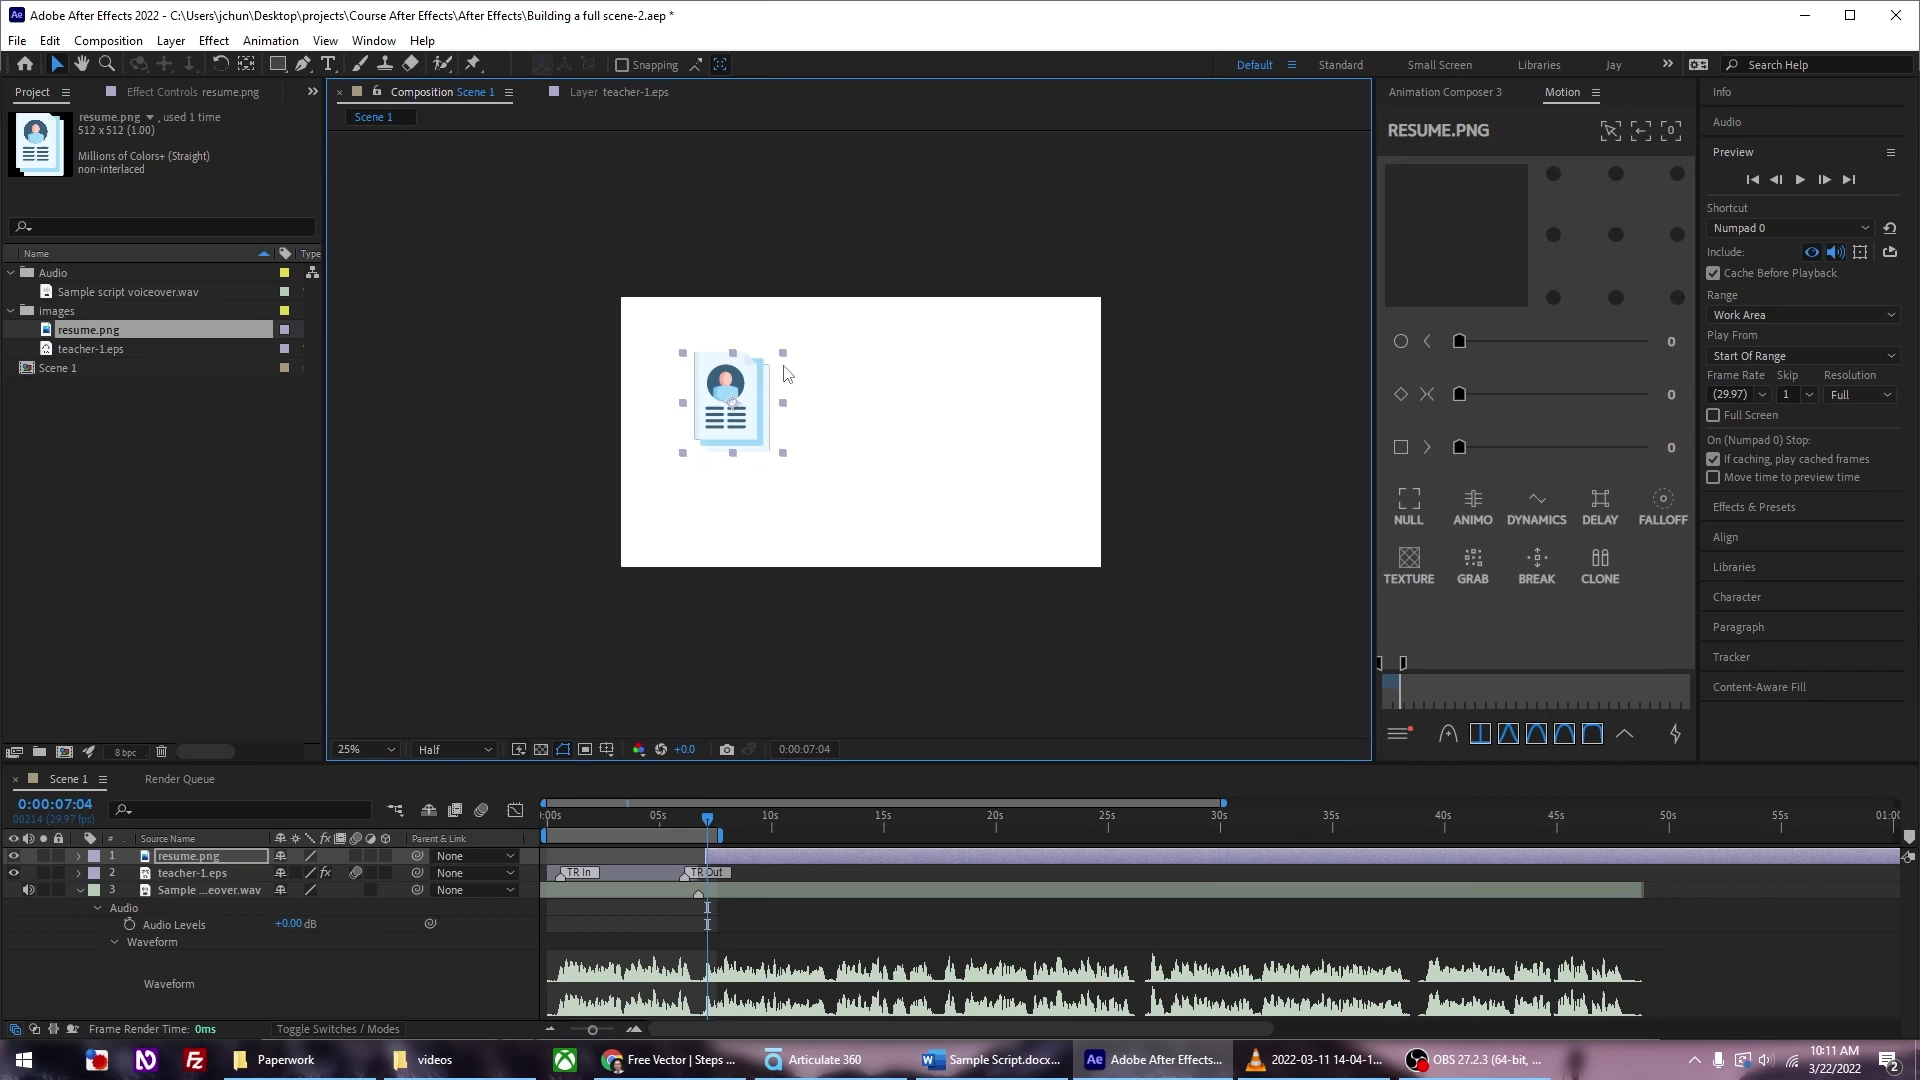 Adobe After Effects 2022 - C:\Users\jchun\Desktop\projects\Course After Effects\After Effects\Building a full scene-2.aep *
File Edit Composition Layer Effect Animation View Window Help
Snapping
Default Standard Small Screen Libraries Jay Search Help
Project Effect Controls resume.png
Composition Scene 1 Layer teacher-1.eps
Scene 1
resume.png , used 1 time
512 x 512 (1.00)
Millions of Colors+ (Straight)
non-interlaced
Name Type
Audio
Sample script voiceover.wav
images
resume.png
teacher-1.eps
Scene 1
8 bpc
25% Half +0.0 0:00:07:04
Animation Composer 3 Motion
RESUME.PNG
0
0
0
0
NULL ANIMO DYNAMICS DELAY FALLOFF
TEXTURE GRAB BREAK CLONE
Info
Audio
Preview
Shortcut
Numpad 0
Include:
Cache Before Playback
Range
Work Area
Play From
Start Of Range
Frame Rate Skip Resolution
(29.97) 1 Full
Full Screen
On (Numpad 0) Stop:
If caching, play cached frames
Move time to preview time
Effects & Presets
Align
Libraries
Character
Paragraph
Tracker
Content-Aware Fill
Scene 1 Render Queue
0:00:07:04
00214 (29.97 fps)
:00s 05s 10s 15s 20s 25s 30s 35s 40s 45s 50s 55s 01:00
# Source Name fx Parent & Link
1 resume.png None
2 teacher-1.eps fx None TR In TR Out
3 Sample ...eover.wav None
Audio
Audio Levels +0.00 dB
Waveform
Waveform
Frame Render Time: 0ms Toggle Switches / Modes
Paperwork videos Free Vector | Steps ... Articulate 360 Sample Script.docx... Adobe After Effects... 2022-03-11 14-04-1... OBS 27.2.3 (64-bit, ...
10:11 AM
3/22/2022
2